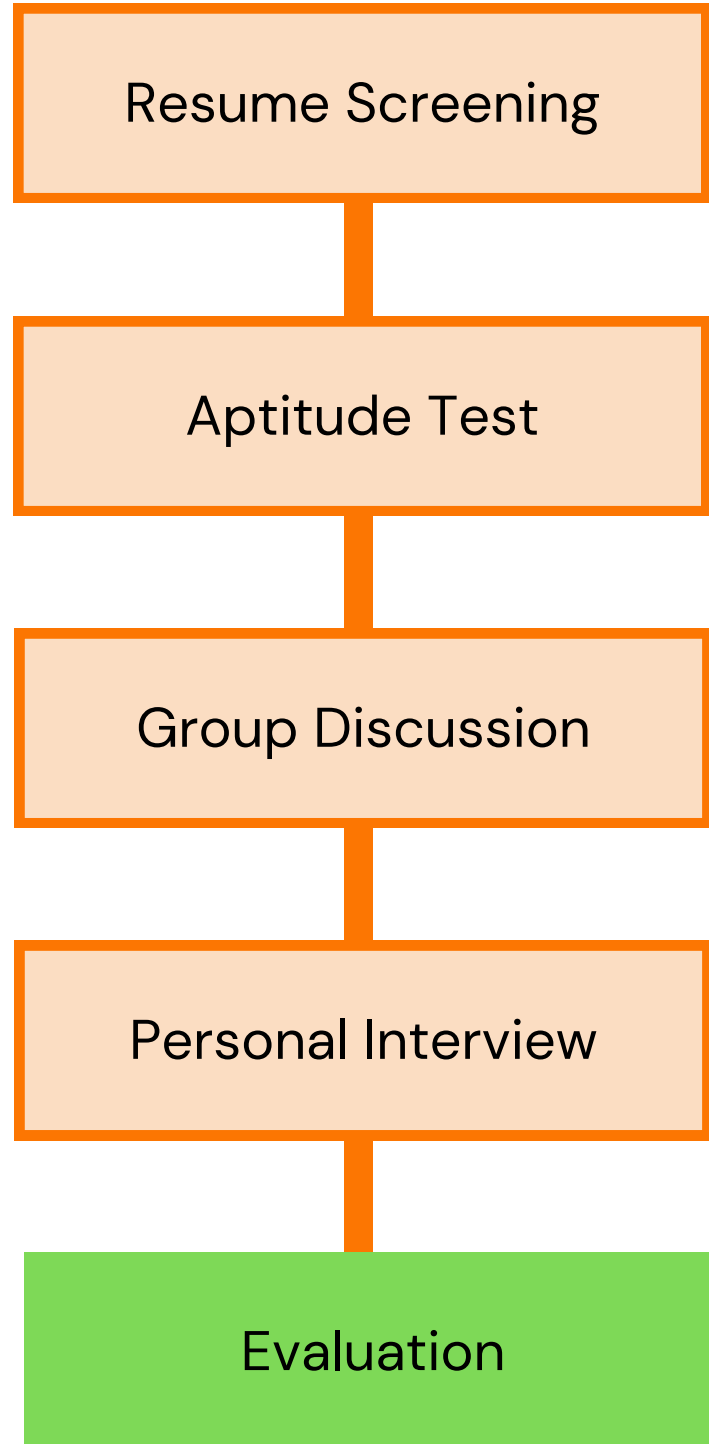 Resume Screening
Aptitude Test
Group Discussion
Personal Interview
Evaluation